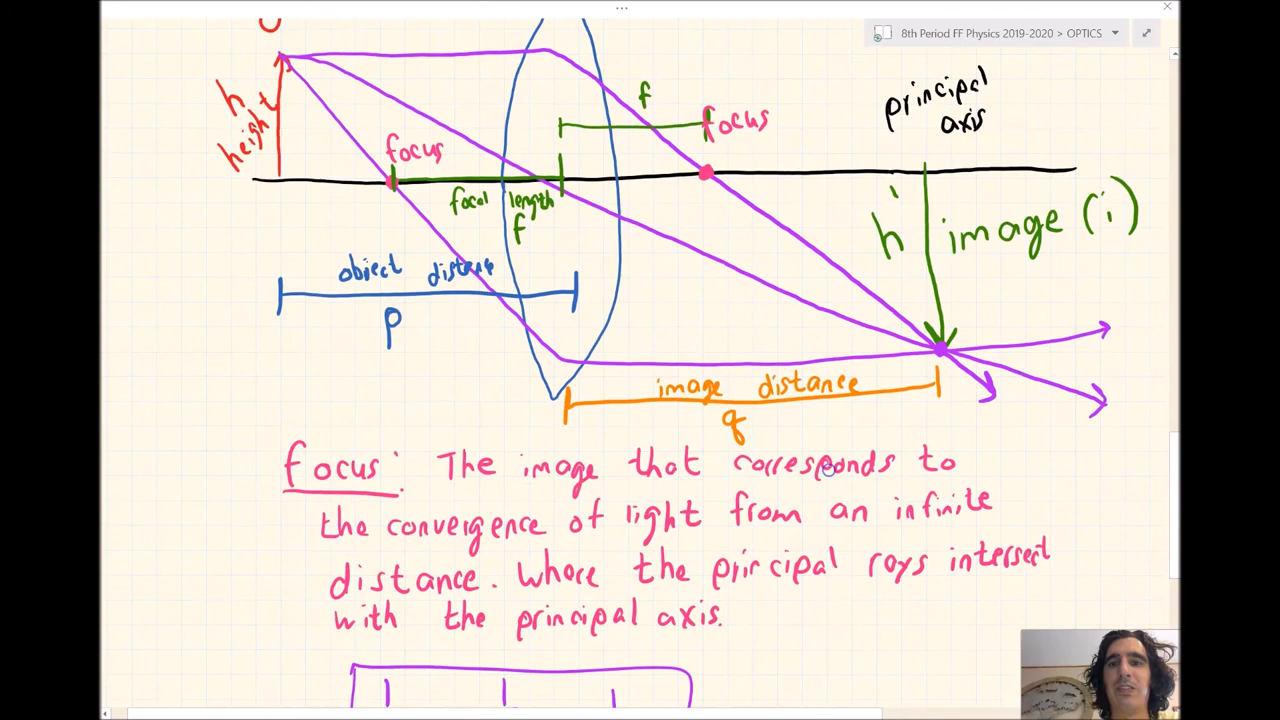 8th Period FF Physics 2019-2020 > OPTICS
h
height
focus
f
focus
principal
axis
focal length
f
h
image (i)
object distance
p
image distance
q
focus: The image that corresponds to
the convergence of light from an infinite
distance. Where the principal rays intersect
with the principal axis.